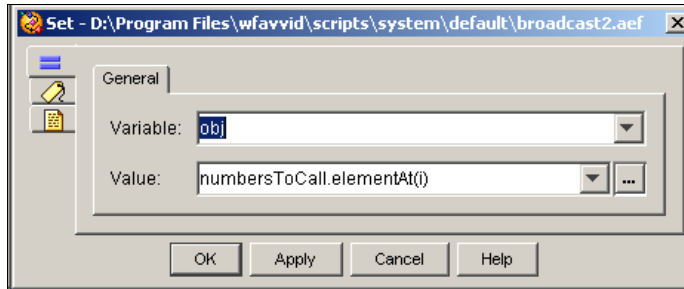 Set - D:\Program Files\wfavvid\scripts\system\default\broadcast2.aef
General
Variable: obj
Value: numbersToCall.elementAt(i) ...
OK Apply Cancel Help